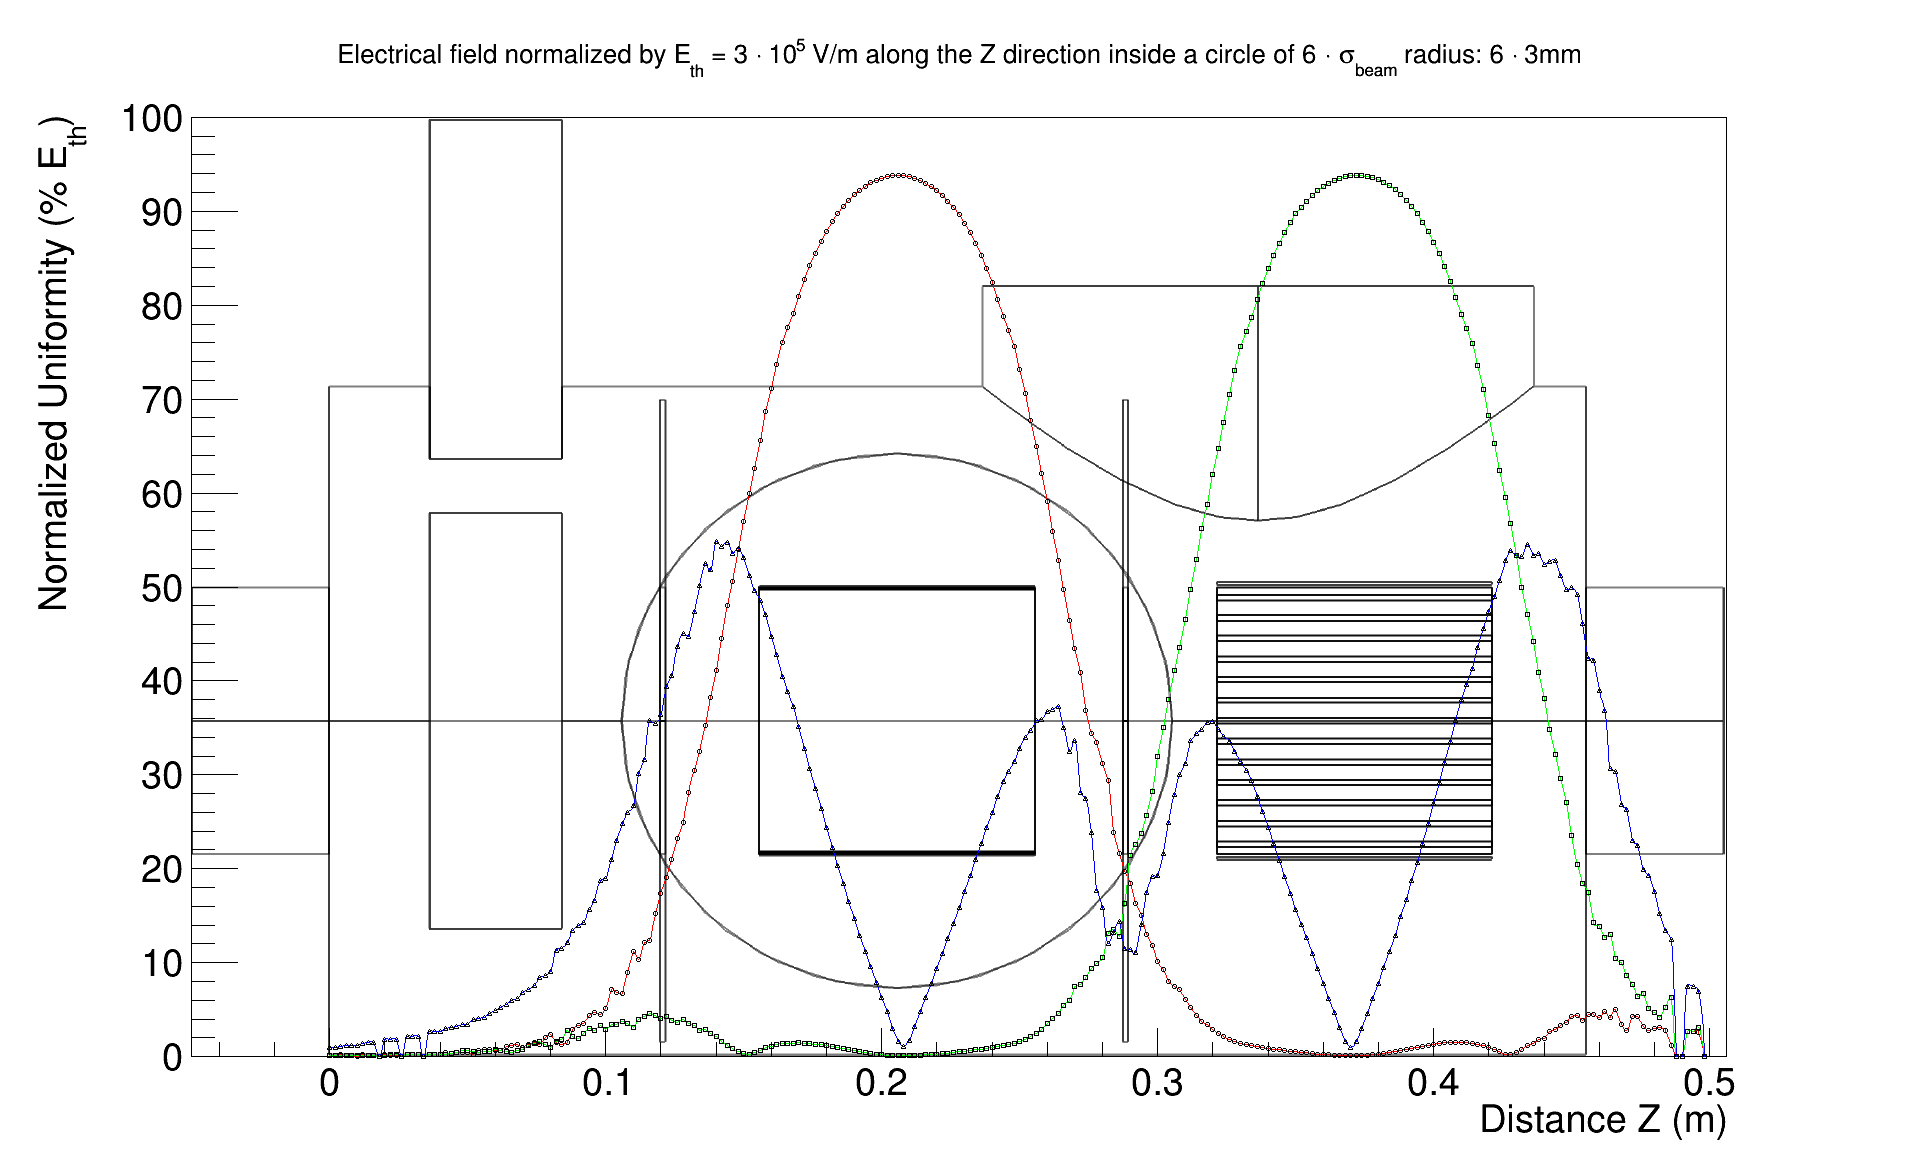 Electrical field normalized by E_th = 3 · 10^5 V/m along the Z direction inside a circle of 6 · σ_beam radius: 6 · 3mm
Normalized Uniformity (% E_th)
100
90
80
70
60
50
40
30
20
10
0
0 0.1 0.2 0.3 0.4 0.5
Distance Z (m)